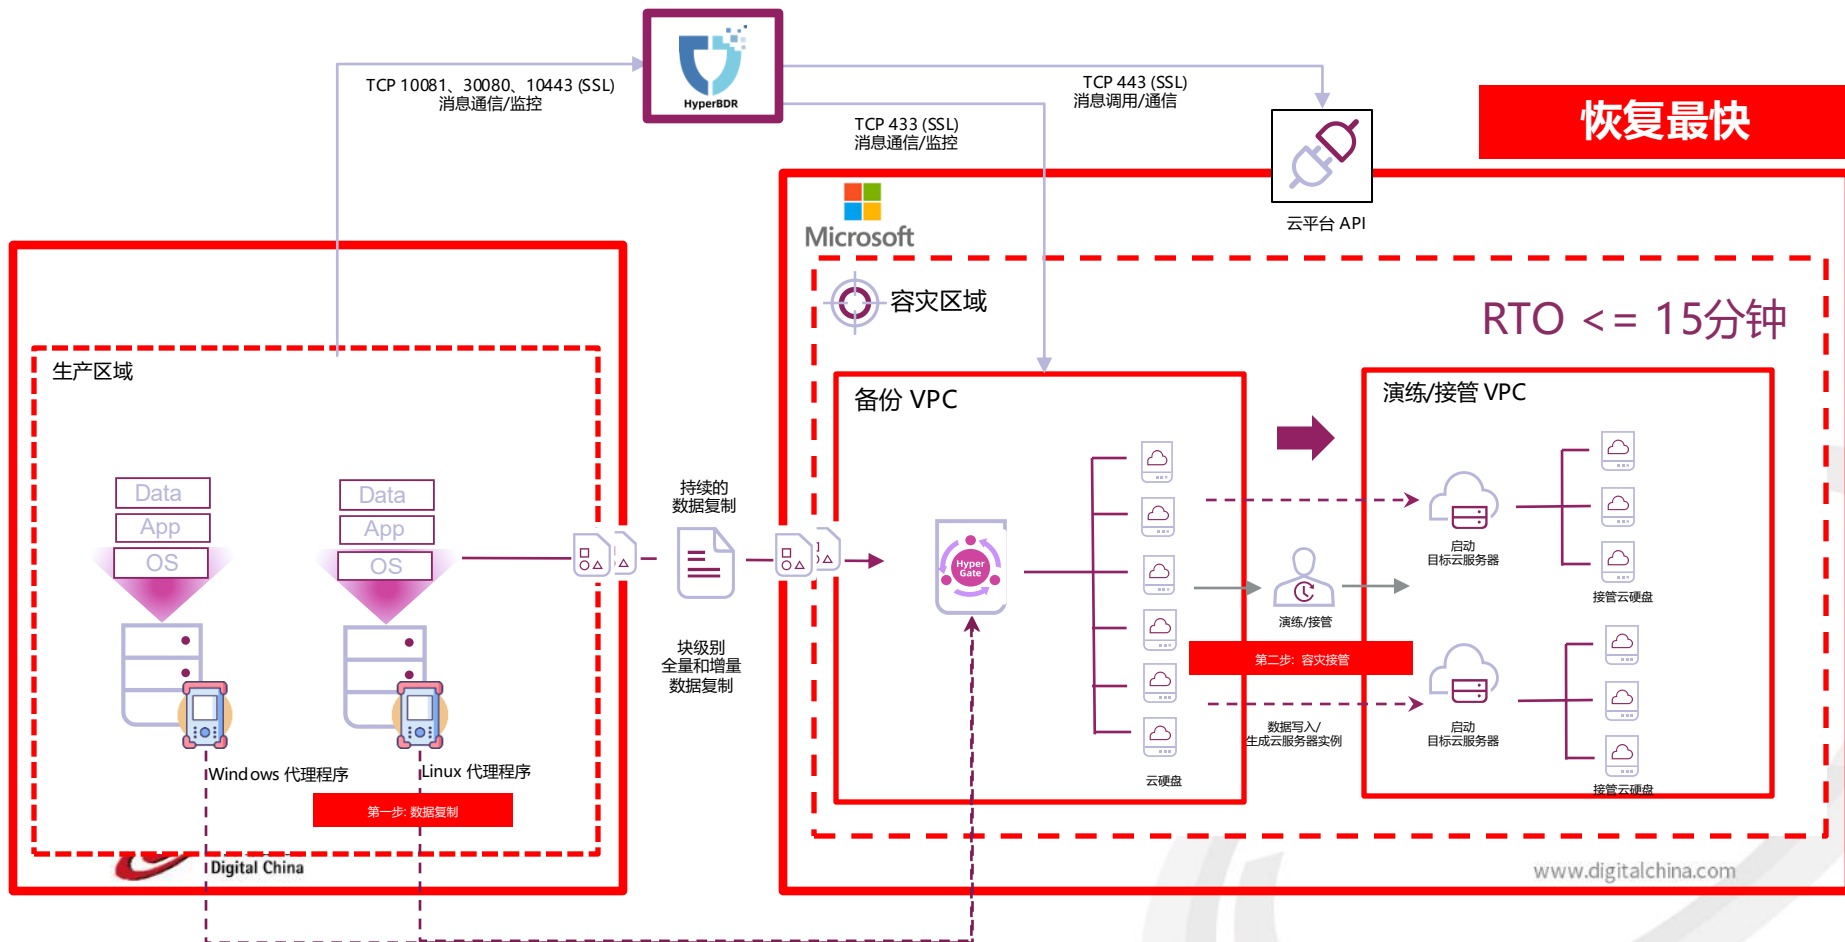 HyperBDR
TCP 10081、30080、10443 (SSL)
消息通信/监控
TCP 443 (SSL)
消息调用/通信
TCP 433 (SSL)
消息通信/监控
恢复最快
云平台 API
Microsoft
容灾区域
RTO <= 15分钟
生产区域
备份 VPC
演练/接管 VPC
Data
App
OS
Data
App
OS
持续的
数据复制
块级别
全量和增量
数据复制
Hyper
Gate
启动
目标云服务器
接管云硬盘
演练/接管
第二步: 容灾接管
数据写入/
生成云服务器实例
启动
目标云服务器
接管云硬盘
云硬盘
Windows 代理程序
Linux 代理程序
第一步: 数据复制
Digital China
www.digitalchina.com